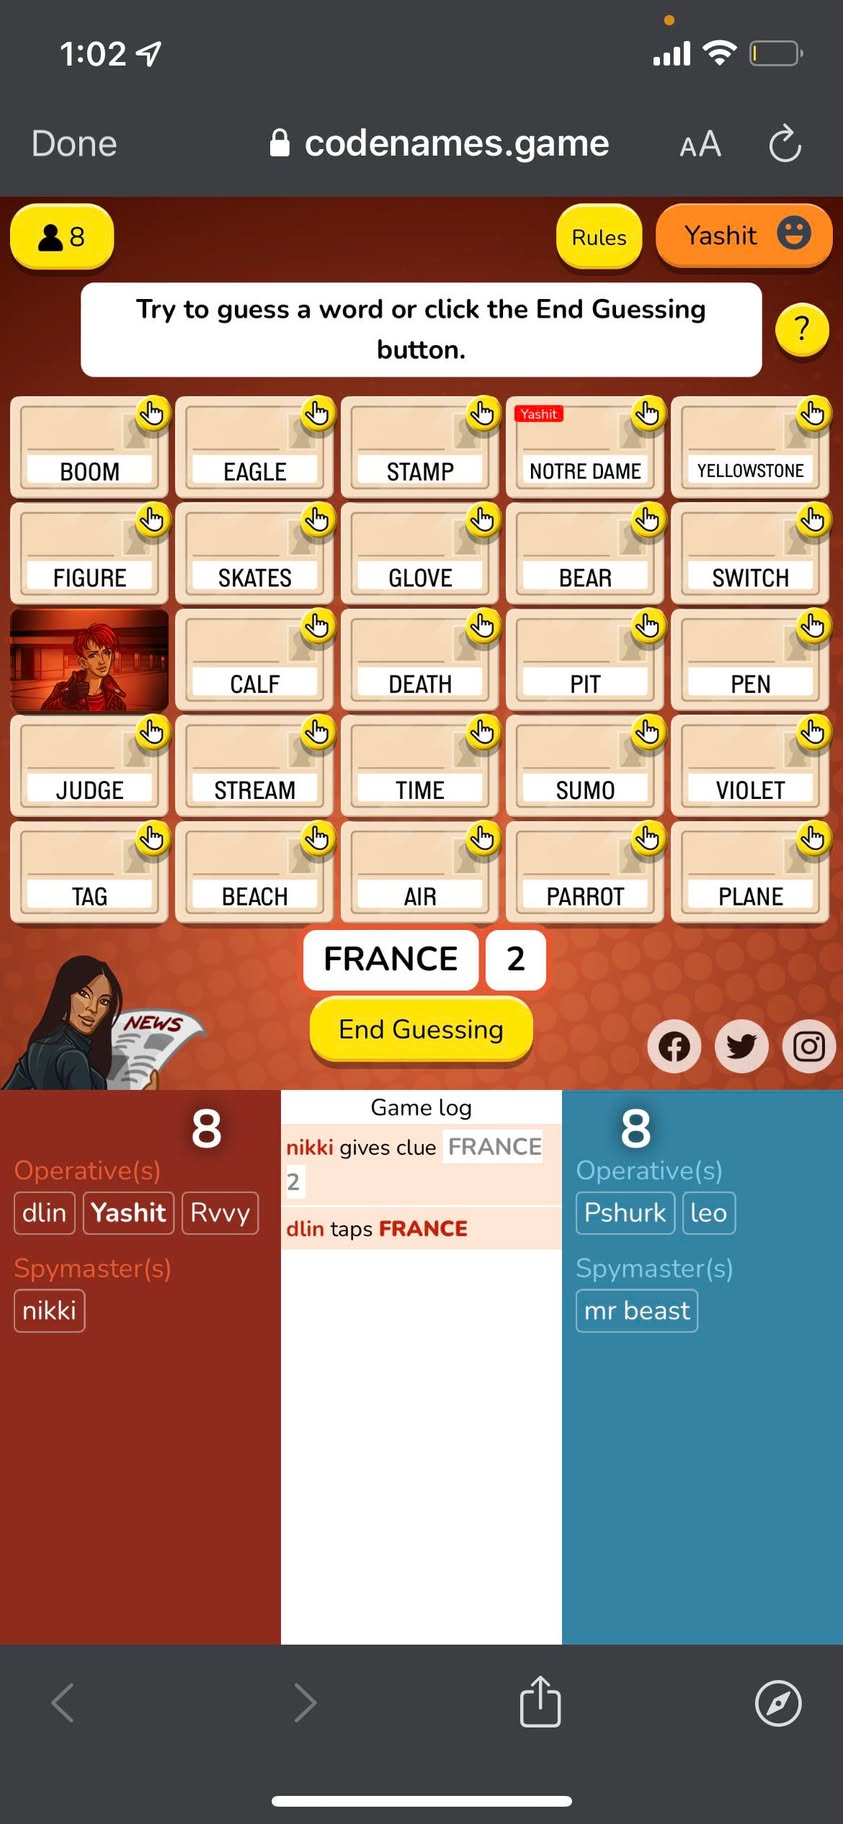 1:02
Done
codenames.game
AA
8
Rules
Yashit
Try to guess a word or click the End Guessing
button.
?
Yashit
BOOM
EAGLE
STAMP
NOTRE DAME
YELLOWSTONE
FIGURE
SKATES
GLOVE
BEAR
SWITCH
CALF
DEATH
PIT
PEN
JUDGE
STREAM
TIME
SUMO
VIOLET
TAG
BEACH
AIR
PARROT
PLANE
FRANCE
2
NEWS
End Guessing
8
Operative(s)
dlin
Yashit
Rvvy
Spymaster(s)
nikki
Game log
nikki gives clue FRANCE
2
dlin taps FRANCE
8
Operative(s)
Pshurk
leo
Spymaster(s)
mr beast